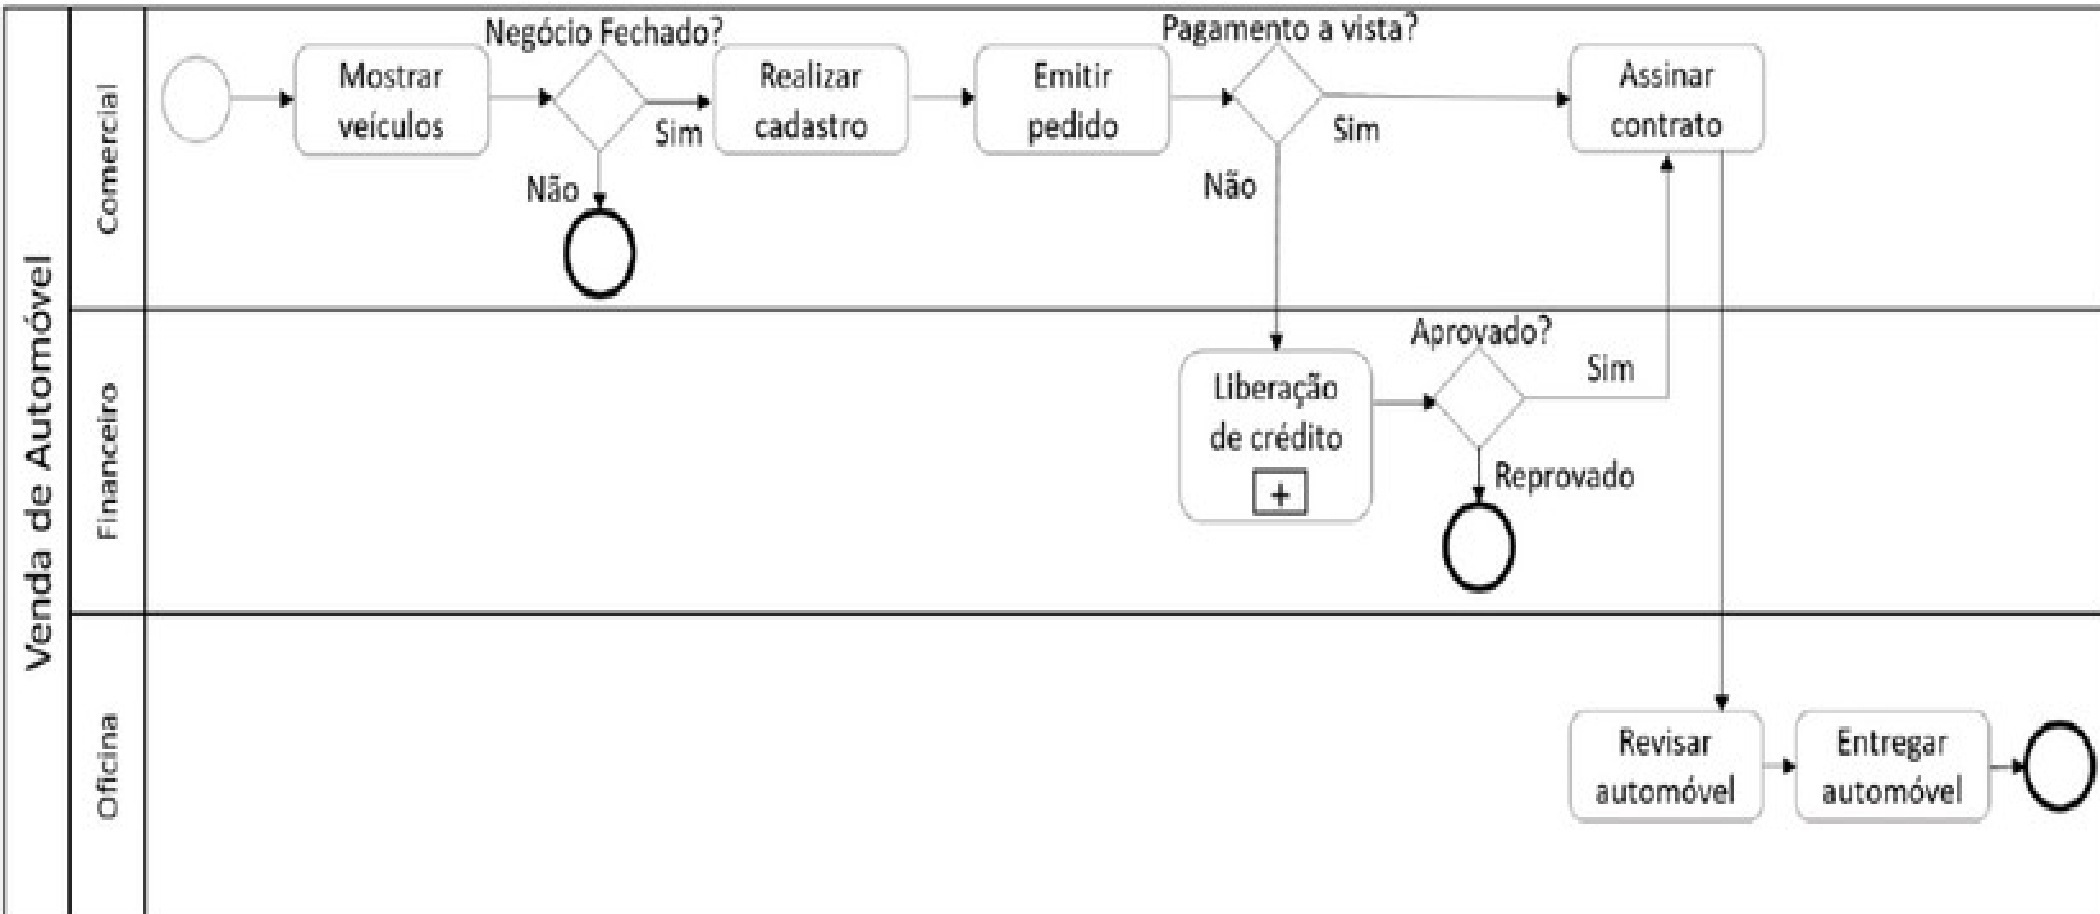 Venda de Automóvel
Comercial
Negócio Fechado?
Pagamento a vista?
Mostrar
veículos
Sim
Não
Realizar
cadastro
Emitir
pedido
Sim
Não
Assinar
contrato
Financeiro
Liberação
de crédito
+
Aprovado?
Sim
Reprovado
Oficina
Revisar
automóvel
Entregar
automóvel